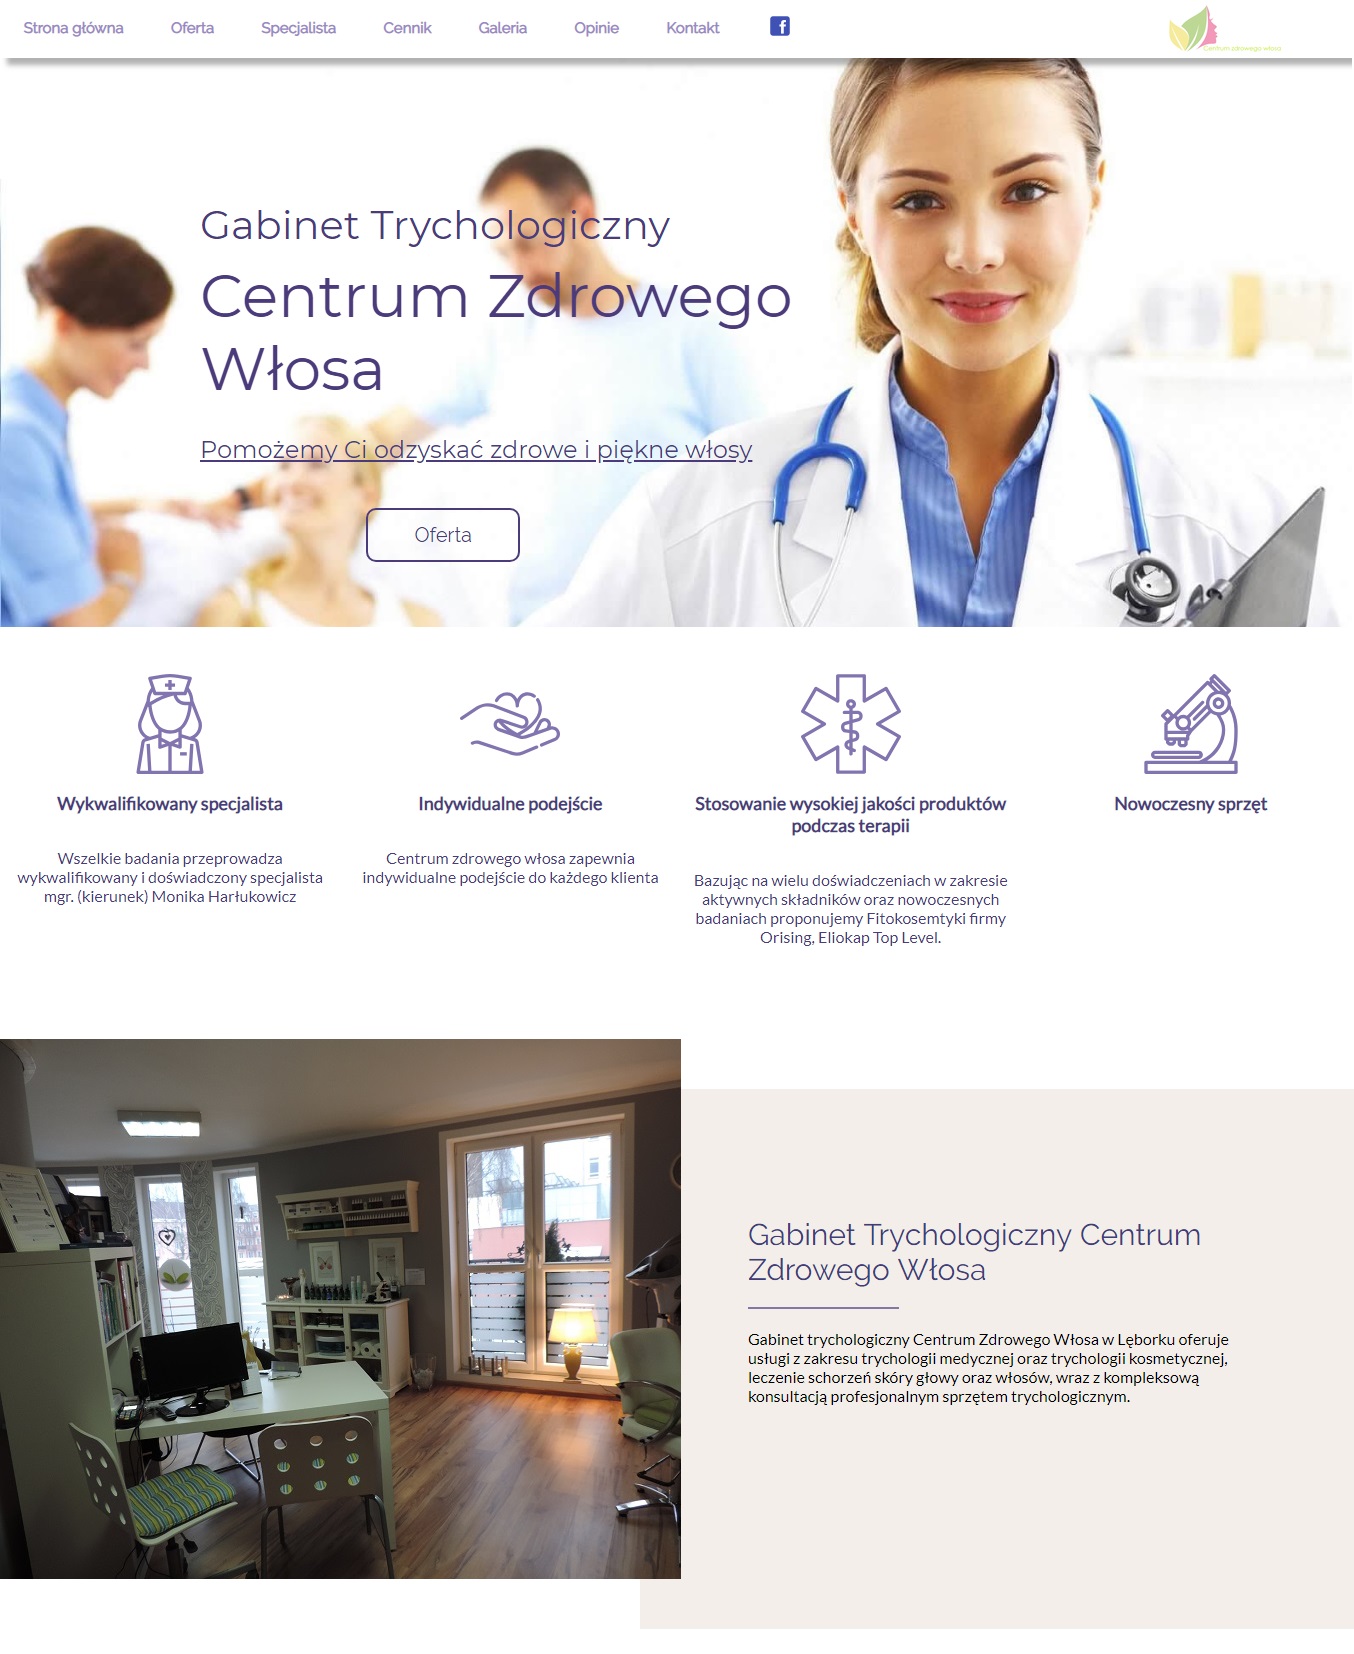 Strona główna Oferta Specjalista Cennik Galeria Opinie Kontakt
Centrum zdrowego włosa
Gabinet Trychologiczny
Centrum Zdrowego
Włosa
Pomożemy Ci odzyskać zdrowe i piękne włosy
Oferta
Wykwalifikowany specjalista
Wszelkie badania przeprowadza
wykwalifikowany i doświadczony specjalista
mgr. (kierunek) Monika Harłukowicz
Indywidualne podejście
Centrum zdrowego włosa zapewnia
indywidualne podejście do każdego klienta
Stosowanie wysokiej jakości produktów
podczas terapii
Bazując na wielu doświadczeniach w zakresie
aktywnych składników oraz nowoczesnych
badaniach proponujemy Fitokosemtyki firmy
Orising, Eliokap Top Level.
Nowoczesny sprzęt
Gabinet Trychologiczny Centrum
Zdrowego Włosa
Gabinet trychologiczny Centrum Zdrowego Włosa w Lęborku oferuje
usługi z zakresu trychologii medycznej oraz trychologii kosmetycznej,
leczenie schorzeń skóry głowy oraz włosów, wraz z kompleksową
konsultacją profesjonalnym sprzętem trychologicznym.